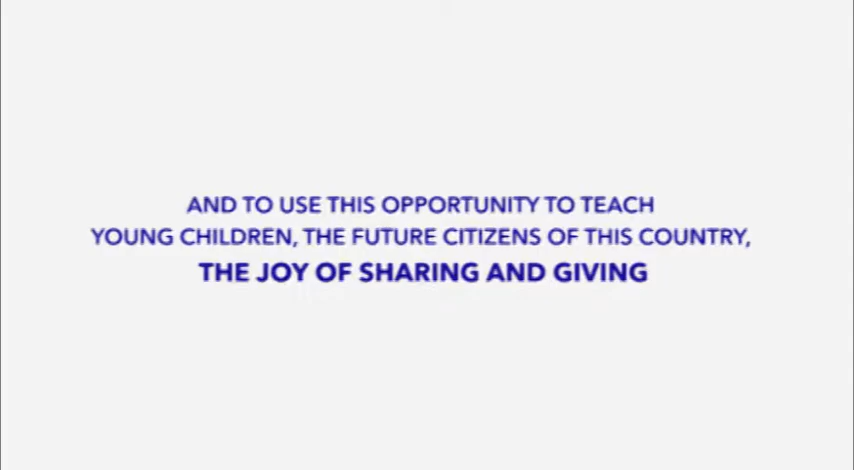 AND TO USE THIS OPPORTUNITY TO TEACH
YOUNG CHILDREN, THE FUTURE CITIZENS OF THIS COUNTRY,
THE JOY OF SHARING AND GIVING